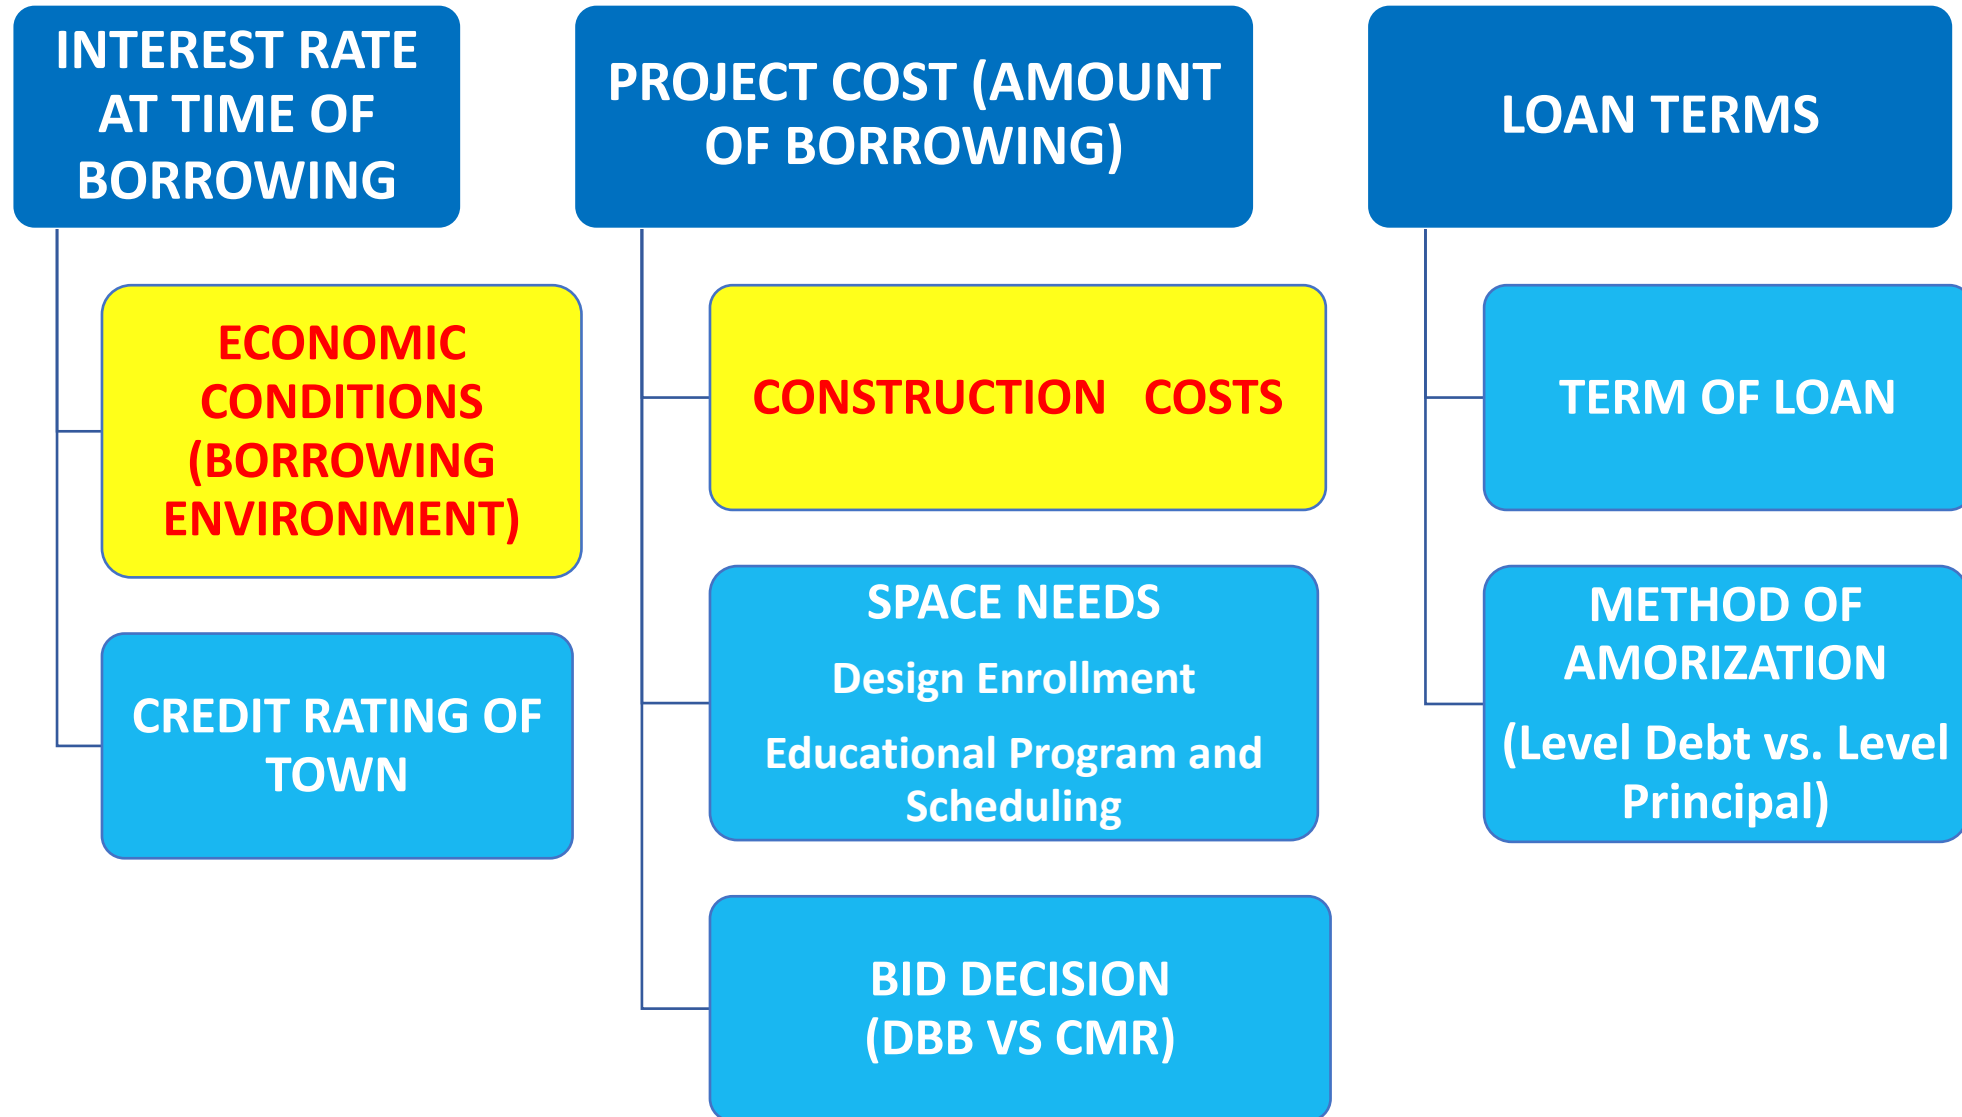 INTEREST RATE
AT TIME OF
BORROWING
ECONOMIC
CONDITIONS
(BORROWING
ENVIRONMENT)
CREDIT RATING OF
TOWN
PROJECT COST (AMOUNT
OF BORROWING)
CONSTRUCTION COSTS
SPACE NEEDS
Design Enrollment
Educational Program and
Scheduling
BID DECISION
(DBB VS CMR)
LOAN TERMS
TERM OF LOAN
METHOD OF
AMORIZATION
(Level Debt vs. Level
Principal)